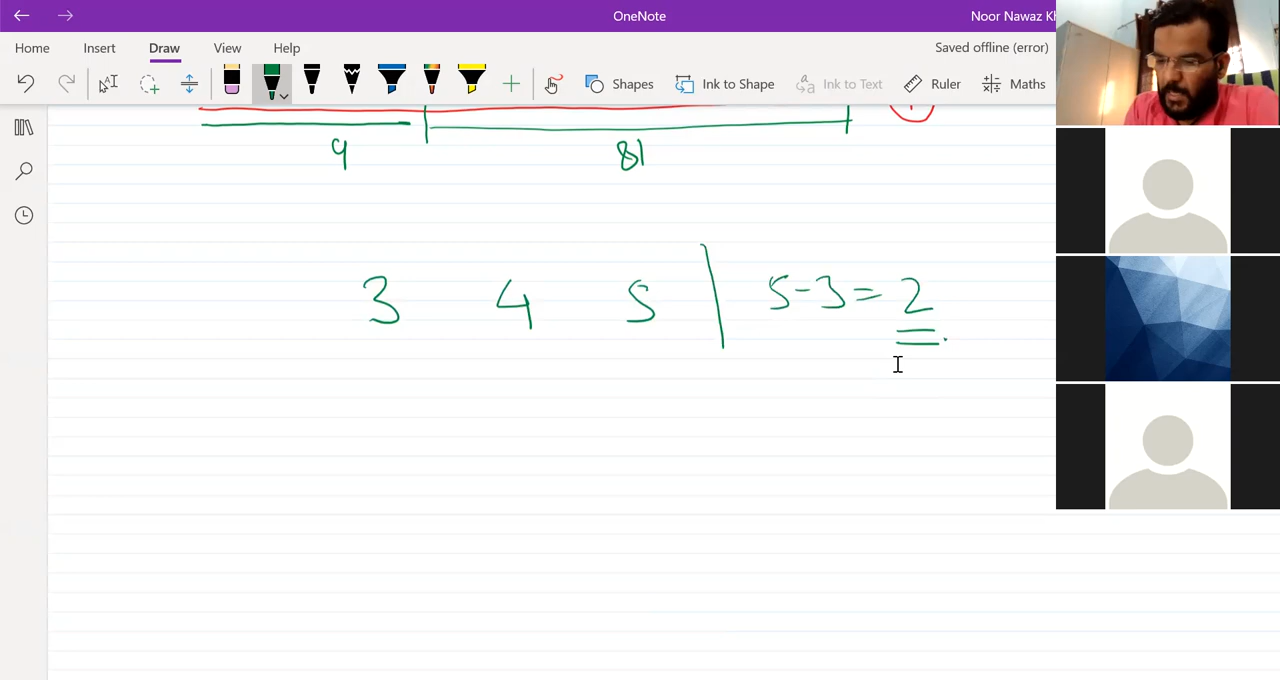 OneNote
Noor Nawaz Kh
Home Insert Draw View Help
Saved offline (error)
Shapes Ink to Shape Ink to Text Ruler Maths
9 81
3 4 5 | 5-3=2